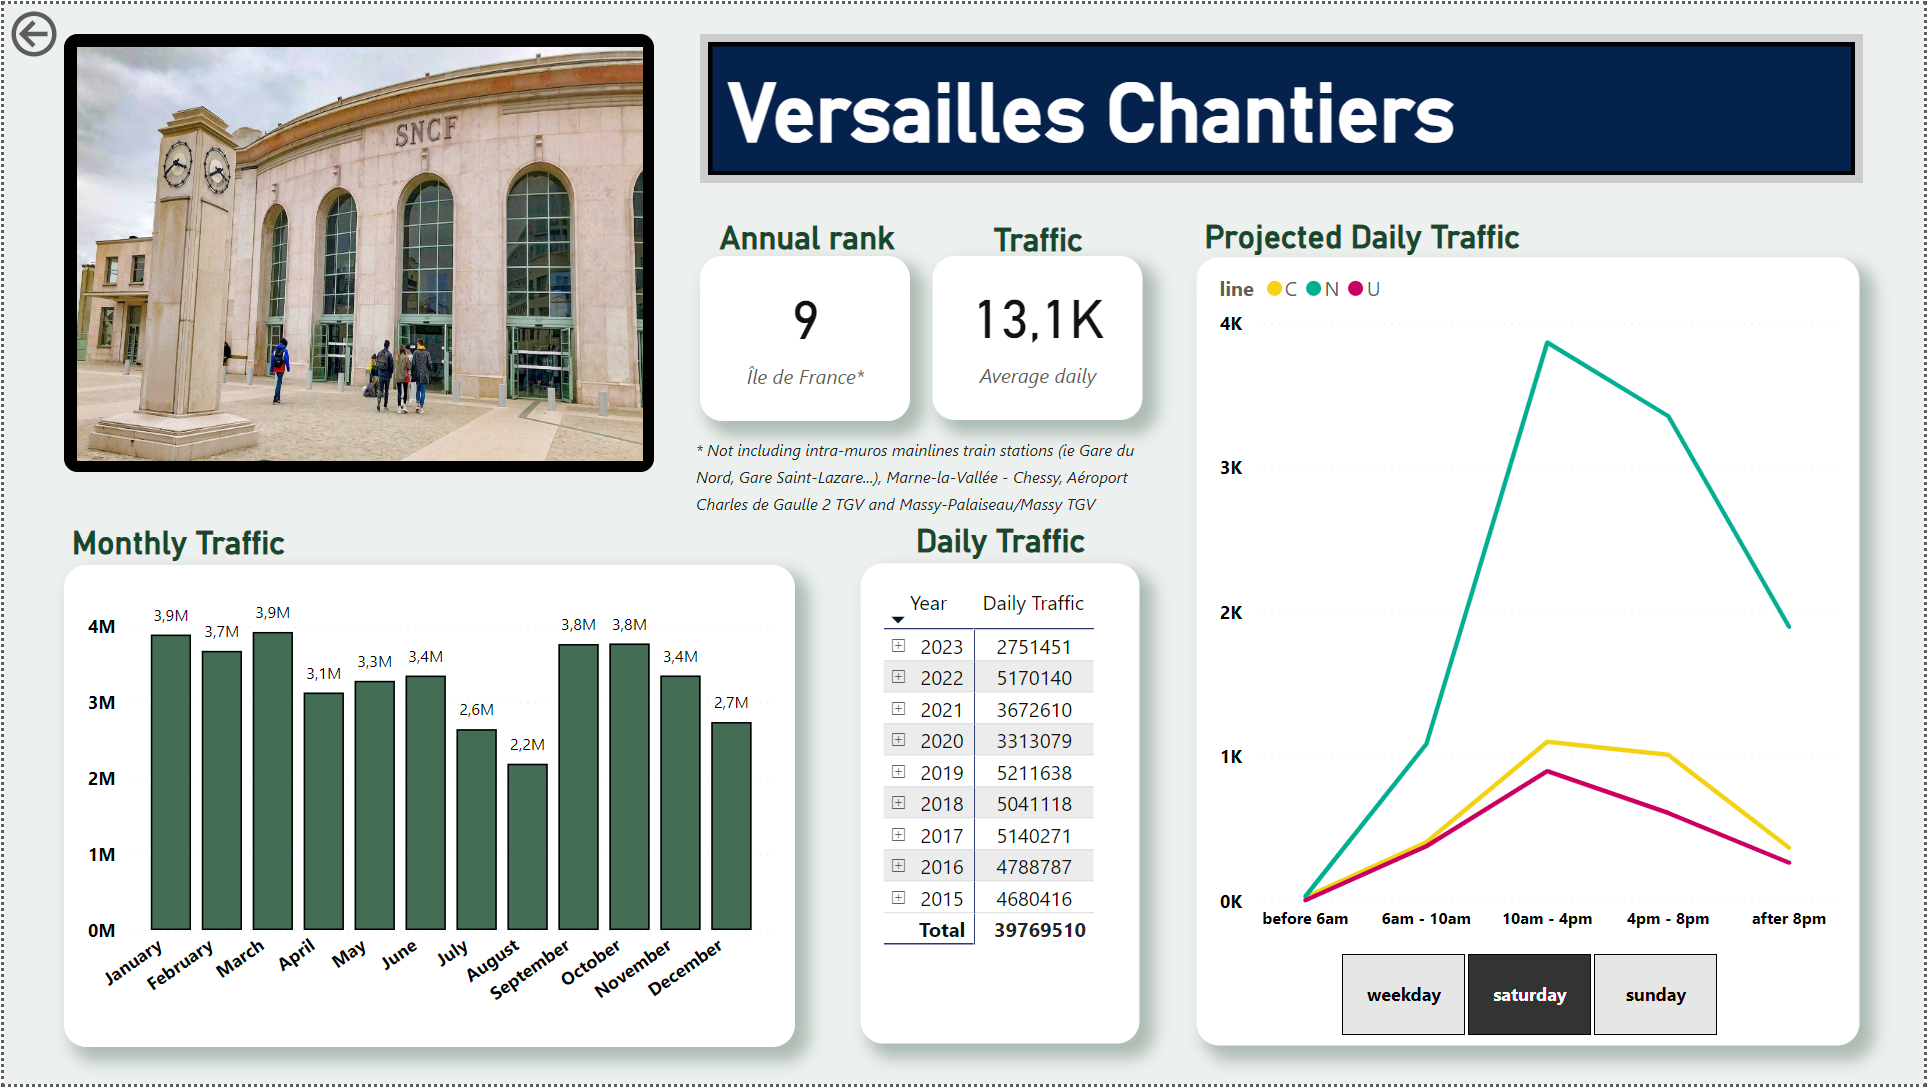 SNCF
Versailles Chantiers
Annual rank
9
Île de France*
Traffic
13,1K
Average daily
* Not including intra-muros mainlines train stations (ie Gare du
Nord, Gare Saint-Lazare...), Marne-la-Vallée - Chessy, Aéroport
Charles de Gaulle 2 TGV and Massy-Palaiseau/Massy TGV
Projected Daily Traffic
line C N U
4K
3K
2K
1K
0K
before 6am 6am - 10am 10am - 4pm 4pm - 8pm after 8pm
weekday saturday sunday
Monthly Traffic
4M
3M
2M
1M
0M
3,9M
3,7M
3,9M
3,1M
3,3M
3,4M
2,6M
2,2M
3,8M
3,8M
3,4M
2,7M
January
February
March
April
May
June
July
August
September
October
November
December
Daily Traffic
Year Daily Traffic
2023 2751451
2022 5170140
2021 3672610
2020 3313079
2019 5211638
2018 5041118
2017 5140271
2016 4788787
2015 4680416
Total 39769510